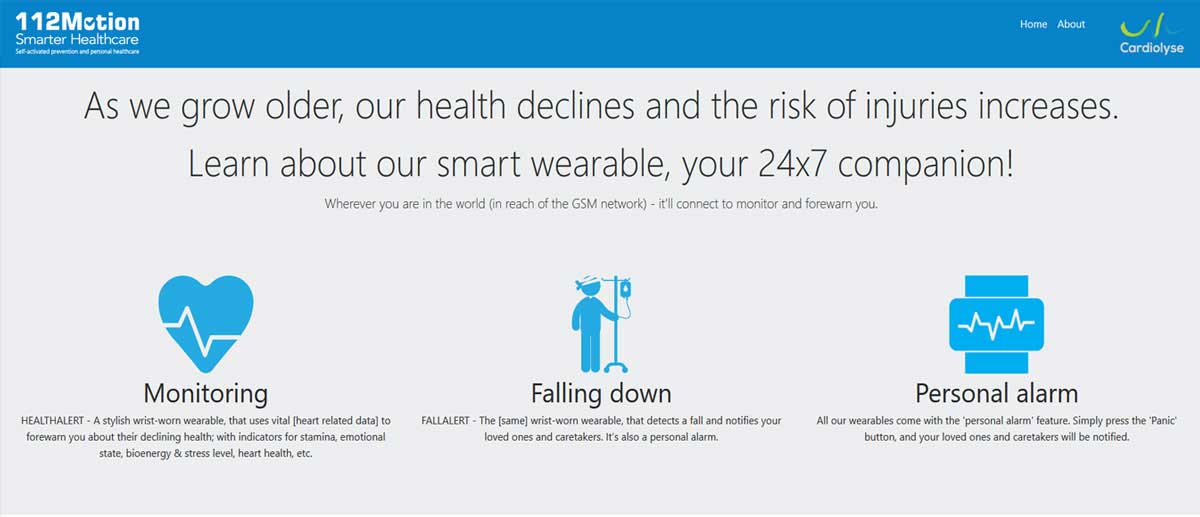 112Motion
Smarter Healthcare
Self-activated prevention and personal healthcare
Home About
Cardiolyse
As we grow older, our health declines and the risk of injuries increases.
Learn about our smart wearable, your 24x7 companion!
Wherever you are in the world (in reach of the GSM network) - it'll connect to monitor and forewarn you.
Monitoring
HEALTHALERT - A stylish wrist-worn wearable, that uses vital [heart related data] to
forewarn you about their declining health; with indicators for stamina, emotional
state, bioenergy & stress level, heart health, etc.
Falling down
FALLALERT - The [same] wrist-worn wearable, that detects a fall and notifies your
loved ones and caretakers. It's also a personal alarm.
Personal alarm
All our wearables come with the 'personal alarm' feature. Simply press the 'Panic'
button, and your loved ones and caretakers will be notified.